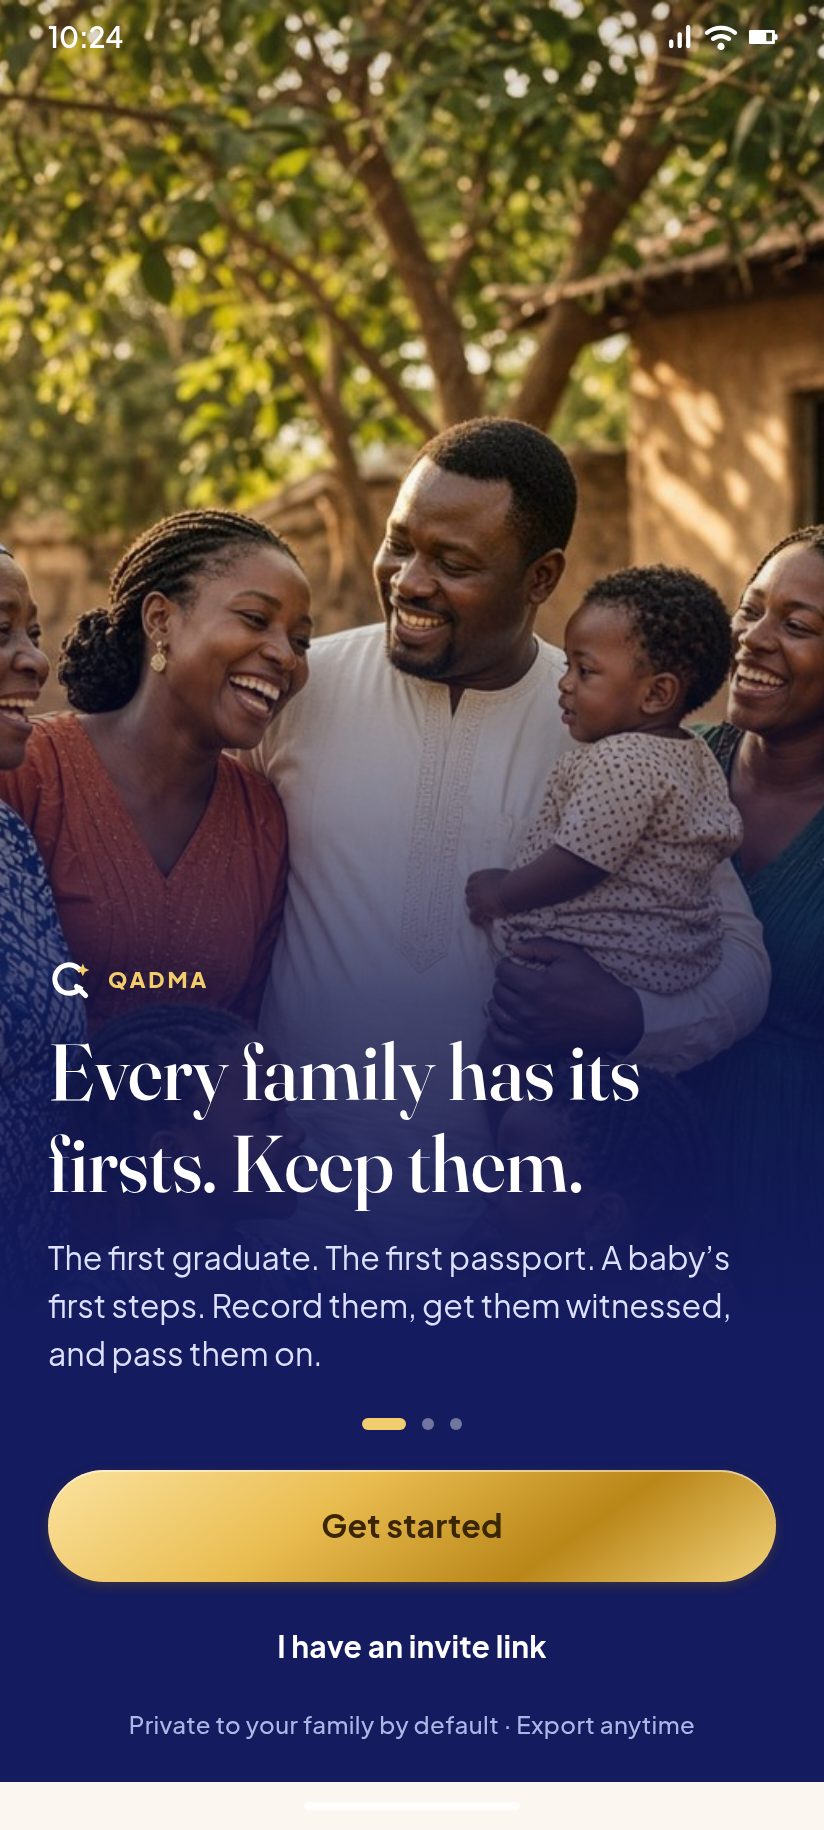 10:24
QADMA
Every family has its
firsts. Keep them.
The first graduate. The first passport. A baby’s
first steps. Record them, get them witnessed,
and pass them on.
Get started
I have an invite link
Private to your family by default · Export anytime